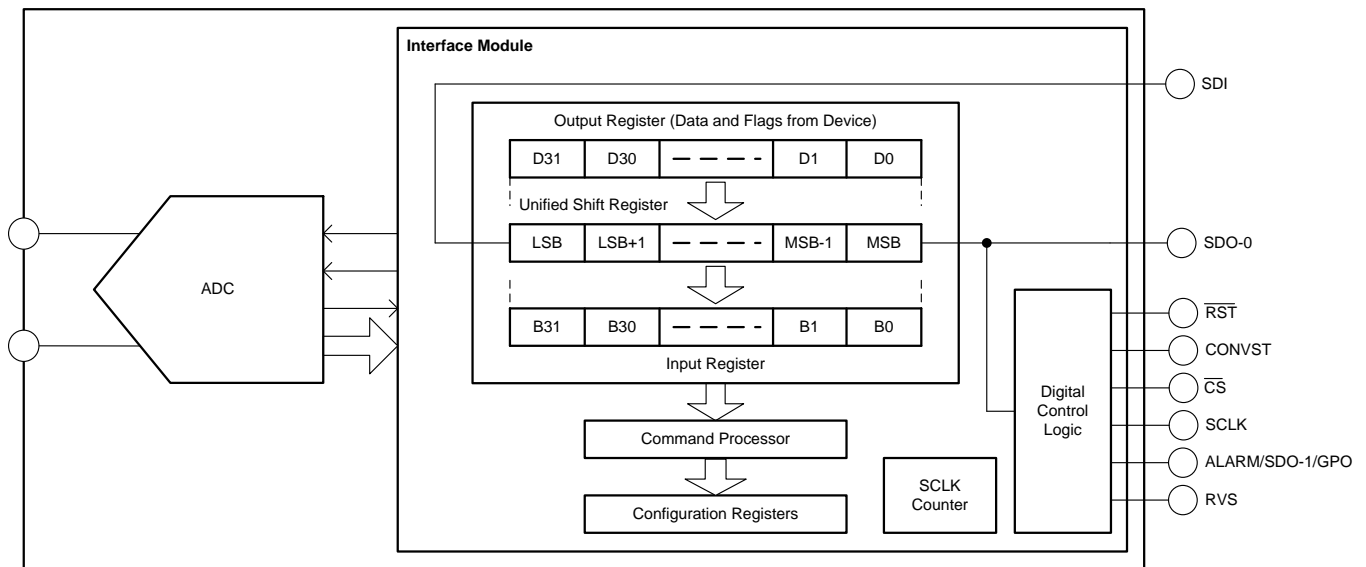 Interface Module
SDI
Output Register (Data and Flags from Device)
D31 D30 D1 D0
Unified Shift Register
LSB LSB+1 MSB-1 MSB
SDO-0
ADC
B31 B30 B1 B0
Input Register
RST
CONVST
CS
SCLK
ALARM/SDO-1/GPO
RVS
Digital
Control
Logic
Command Processor
SCLK
Counter
Configuration Registers